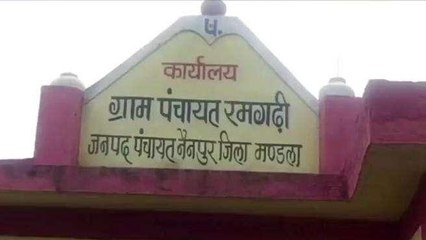 प.
कार्यालय
ग्राम पंचायत रमगढ़ी
जनपद पंचायत नैनपुर जिला मण्डला